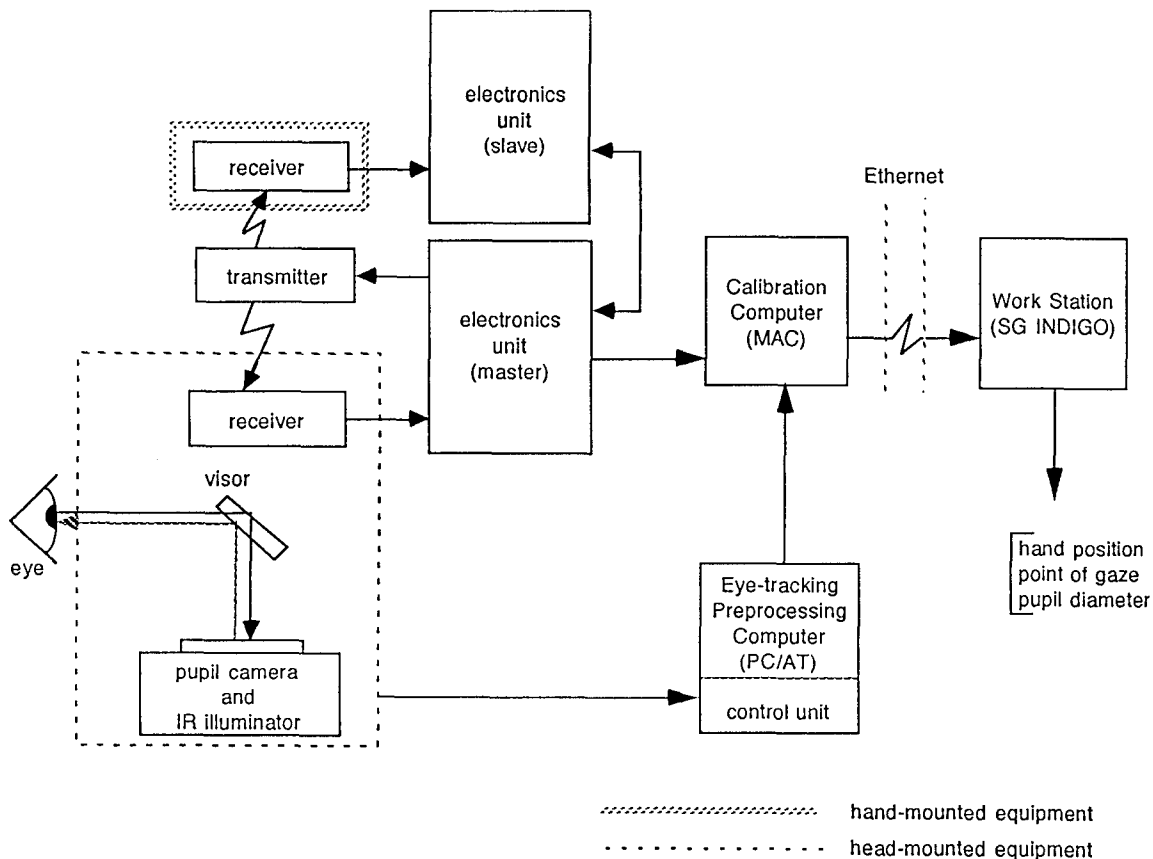 electronics
unit
(slave)
receiver
Ethernet
transmitter
electronics
unit
(master)
Calibration
Computer
(MAC)
Work Station
(SG INDIGO)
receiver
visor
eye
hand position
point of gaze
pupil diameter
Eye-tracking
Preprocessing
Computer
(PC/AT)
control unit
pupil camera
and
IR illuminator
hand-mounted equipment
head-mounted equipment